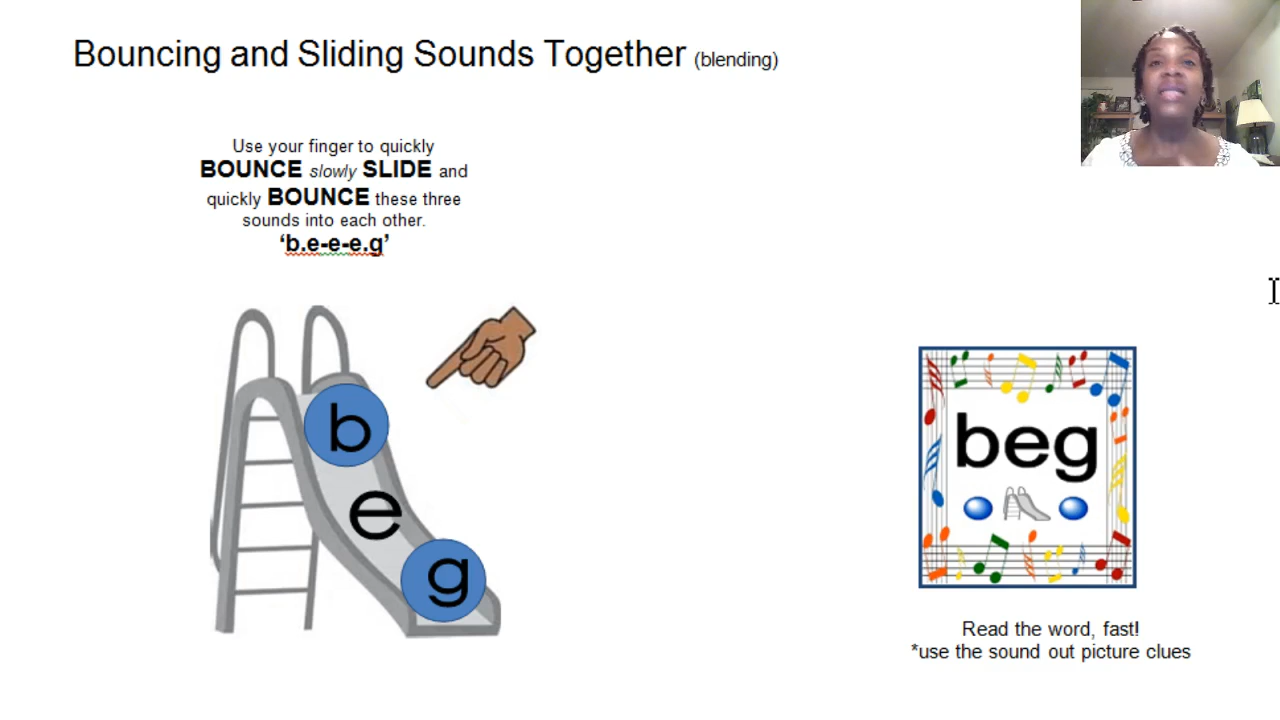 Bouncing and Sliding Sounds Together (blending)
Use your finger to quickly
BOUNCE slowly SLIDE and
quickly BOUNCE these three
sounds into each other.
‘b.e-e-e.g’
b
e
g
beg
Read the word, fast!
*use the sound out picture clues